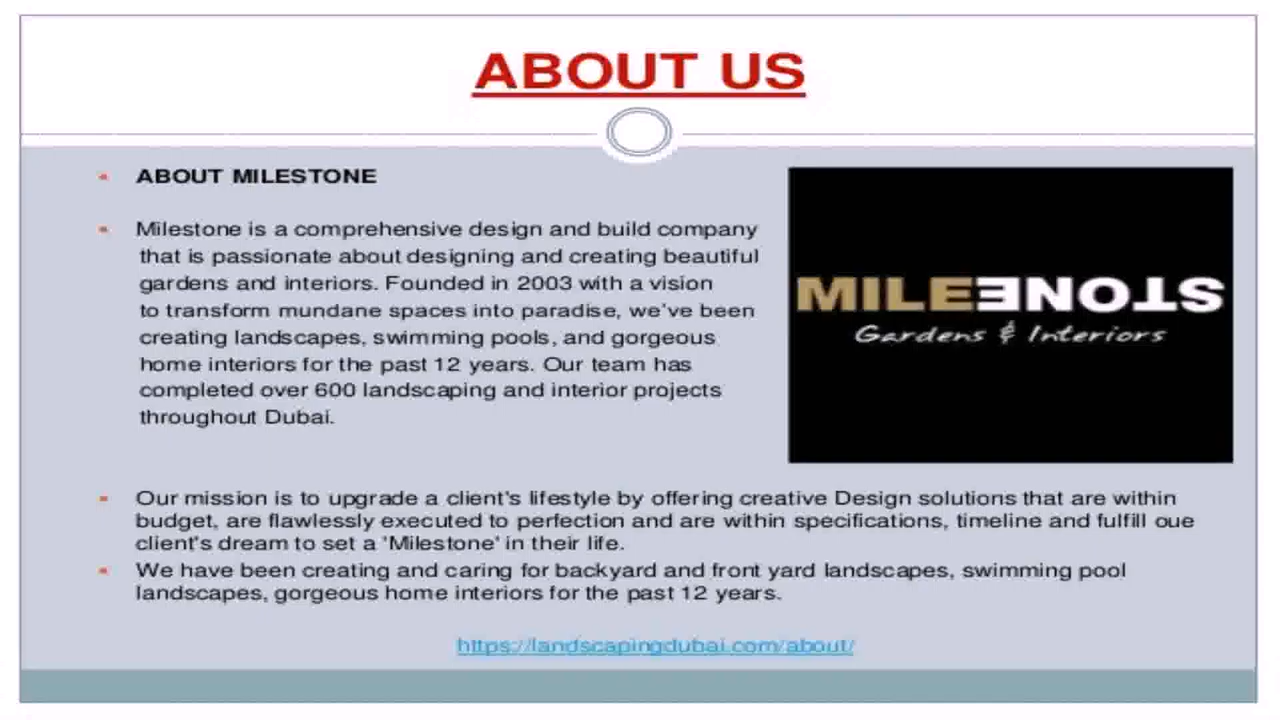 ABOUT US
ABOUT MILESTONE
Milestone is a comprehensive design and build company
that is passionate about designing and creating beautiful
gardens and interiors. Founded in 2003 with a vision
to transform mundane spaces into paradise, we've been
creating landscapes, swimming pools, and gorgeous
home interiors for the past 12 years. Our team has
completed over 600 landscaping and interior projects
throughout Dubai.
MILESTONE
Gardens & Interiors
Our mission is to upgrade a client's lifestyle by offering creative Design solutions that are within
budget, are flawlessly executed to perfection and are within specifications, timeline and fulfill oue
client's dream to set a 'Milestone' in their life.
We have been creating and caring for backyard and front yard landscapes, swimming pool
landscapes, gorgeous home interiors for the past 12 years.
https://landscapingdubai.com/about/